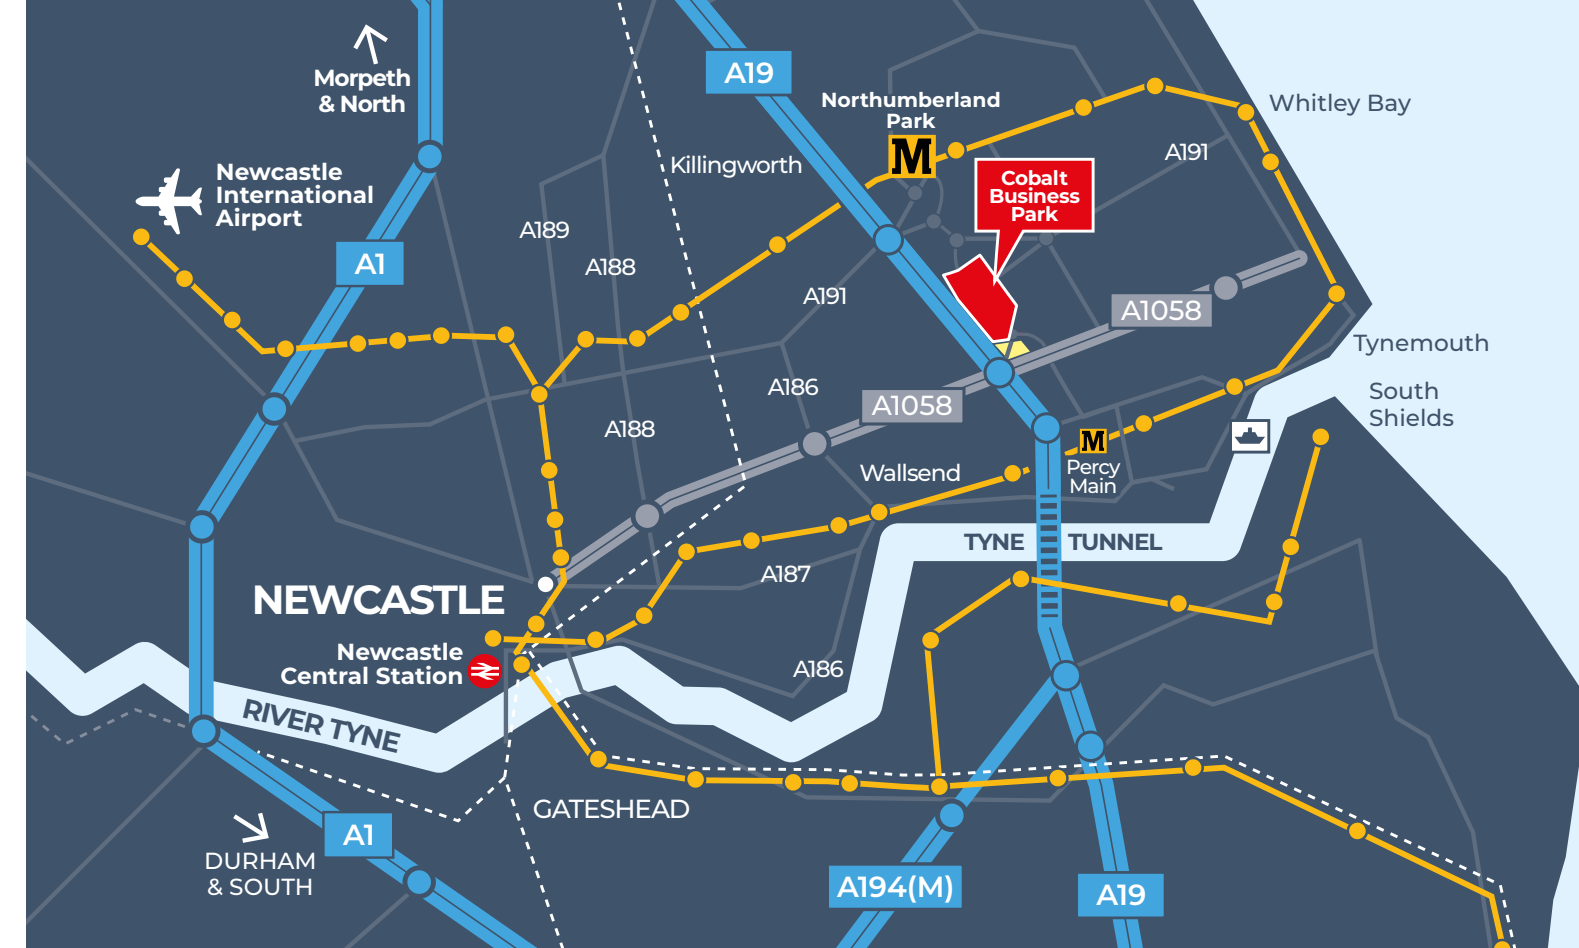 Morpeth
& North
A19
Northumberland
Park
M
Whitley Bay
A191
Killingworth
Newcastle
International
Airport
Cobalt
Business
Park
A189
A1
A188
A191
A1058
Tynemouth
A186
A1058
South
Shields
A188
M
Wallsend
Percy
Main
TYNE
TUNNEL
A187
NEWCASTLE
Newcastle
Central Station
A186
RIVER TYNE
GATESHEAD
A1
DURHAM
& SOUTH
A194(M)
A19